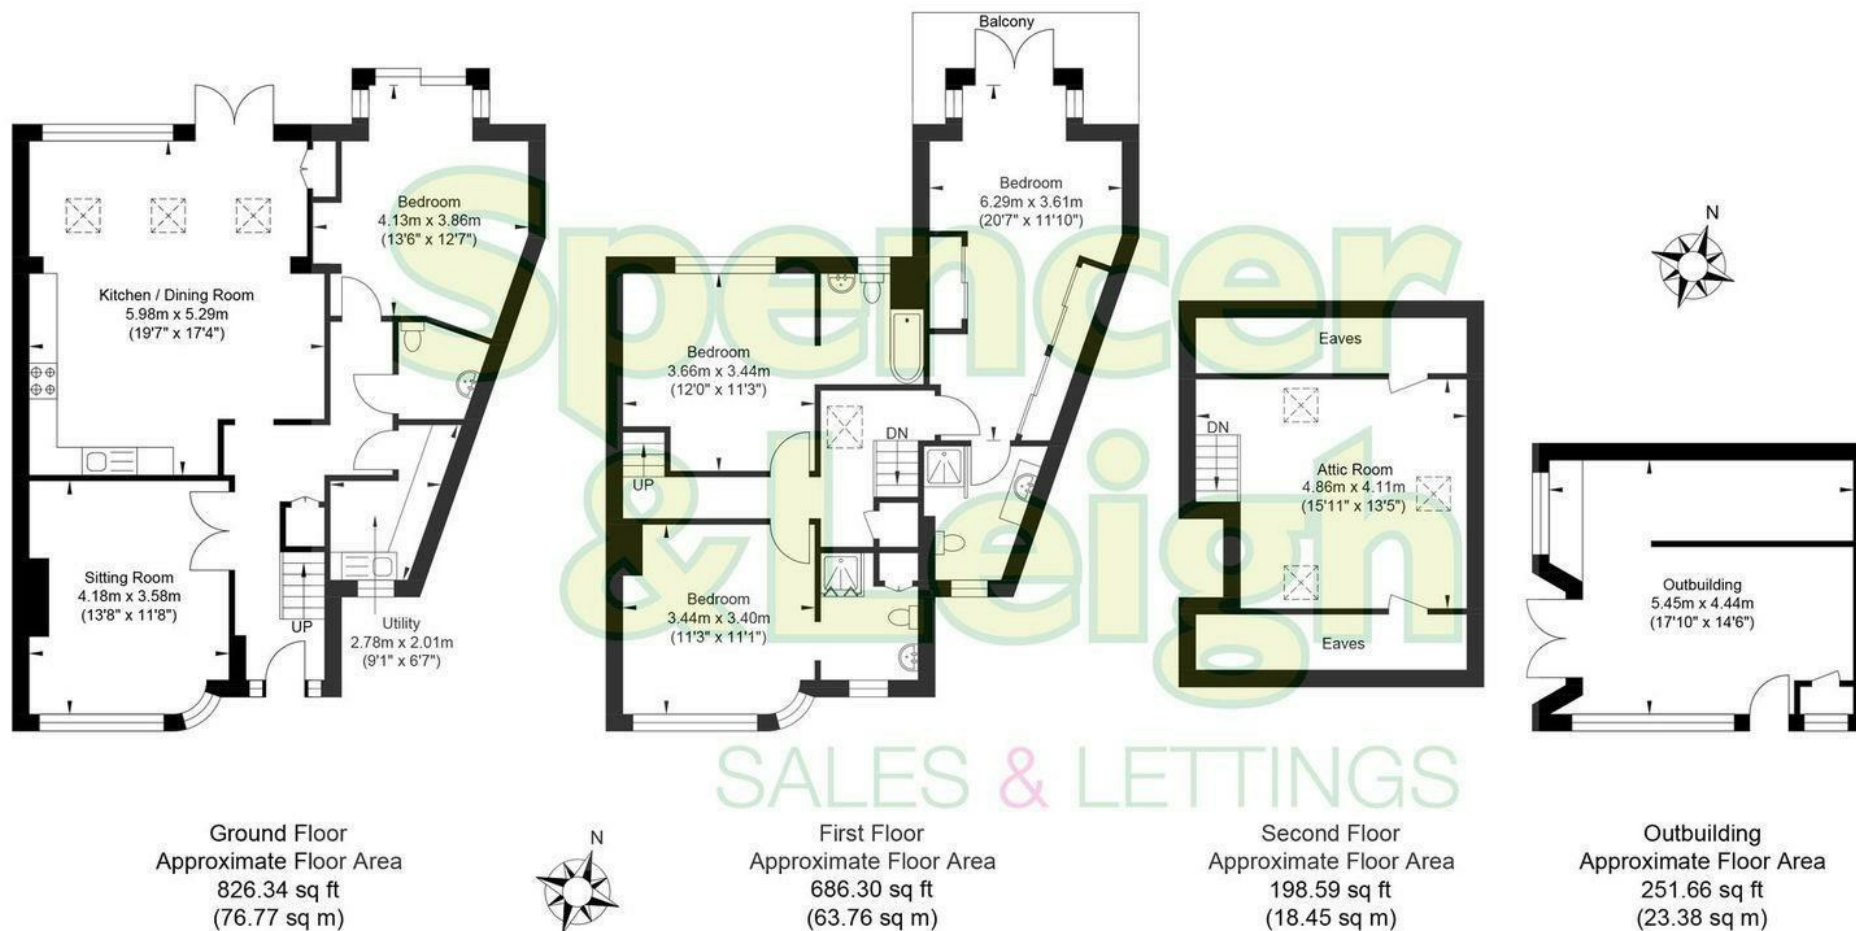 Balcony
Bedroom
4.13m x 3.86m
(13'6" x 12'7")
Kitchen / Dining Room
5.98m x 5.29m
(19'7" x 17'4")
Sitting Room
4.18m x 3.58m
(13'8" x 11'8")
UP
Utility
2.78m x 2.01m
(9'1" x 6'7")
Bedroom
6.29m x 3.61m
(20'7" x 11'10")
Bedroom
3.66m x 3.44m
(12'0" x 11'3")
DN
UP
Bedroom
3.44m x 3.40m
(11'3" x 11'1")
N
Eaves
DN
Attic Room
4.86m x 4.11m
(15'11" x 13'5")
Eaves
Outbuilding
5.45m x 4.44m
(17'10" x 14'6")
Spencer
& Leigh
SALES & LETTINGS
Ground Floor
Approximate Floor Area
826.34 sq ft
(76.77 sq m)
N
First Floor
Approximate Floor Area
686.30 sq ft
(63.76 sq m)
Second Floor
Approximate Floor Area
198.59 sq ft
(18.45 sq m)
Outbuilding
Approximate Floor Area
251.66 sq ft
(23.38 sq m)